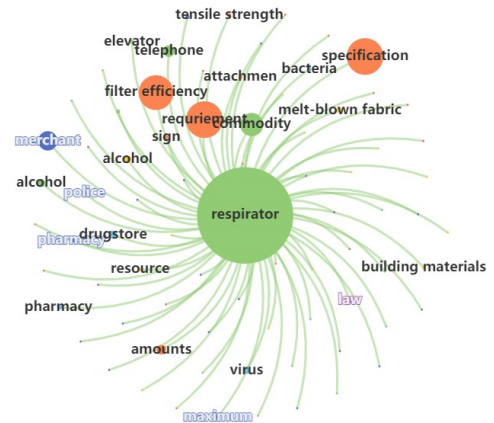 tensile strength
elevator
telephone
specification
bacteria
attachmen
filter efficiency
melt-blown fabric
requriement
commodity
sign
merchant
alcohol
alcohol
police
respirator
drugstore
pharmacy
resource
building materials
law
pharmacy
amounts
virus
maximum